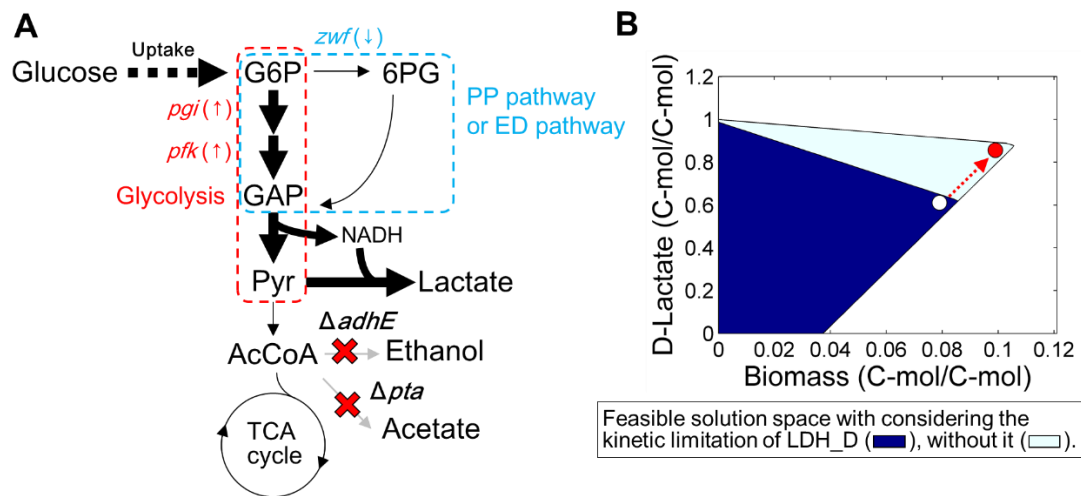 A
zwf(↓)
Uptake
Glucose
G6P
6PG
pgi(↑)
PP pathway
or ED pathway
pfk(↑)
Glycolysis
GAP
NADH
Pyr
Lactate
ΔadhE
AcCoA
Ethanol
Δpta
Acetate
TCA
cycle
B
D-Lactate (C-mol/C-mol)
1.2
1
0.8
0.6
0.4
0.2
0
0 0.02 0.04 0.06 0.08 0.1 0.12
Biomass (C-mol/C-mol)
Feasible solution space with considering the
kinetic limitation of LDH_D ( ), without it ( ).